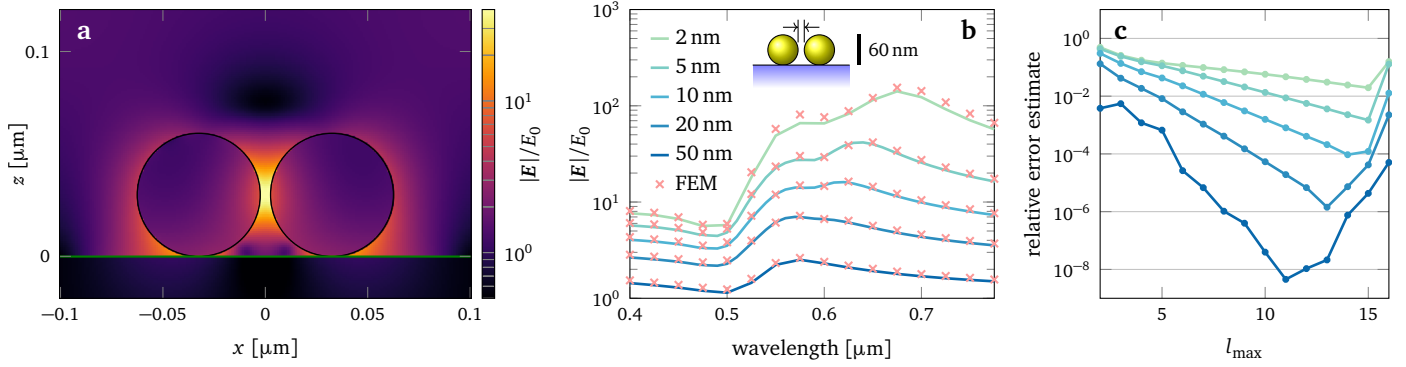 a
0.1
0
z [µm]
−0.1
−0.05
0
0.05
0.1
x [µm]
10¹
10⁰
|E|/E₀
b
10³
10²
10¹
10⁰
|E|/E₀
2 nm
5 nm
10 nm
20 nm
50 nm
FEM
60 nm
0.4
0.5
0.6
0.7
wavelength [µm]
c
10⁰
10⁻²
10⁻⁴
10⁻⁶
10⁻⁸
relative error estimate
5
10
15
lmax